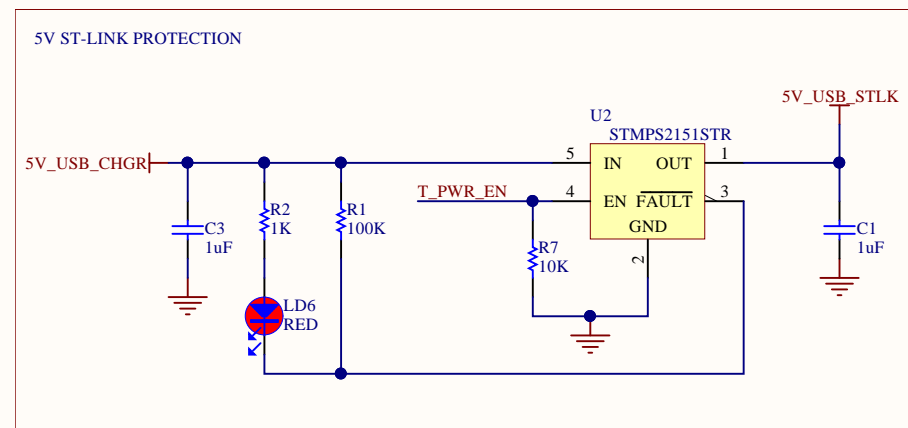 5V ST-LINK PROTECTION
5V_USB_STLK
U2
STMPS2151STR
5V_USB_CHGR
5
IN
OUT
1
T_PWR_EN
4
EN
FAULT
3
GND
2
R2
1K
R1
100K
C3
1uF
R7
10K
C1
1uF
LD6
RED